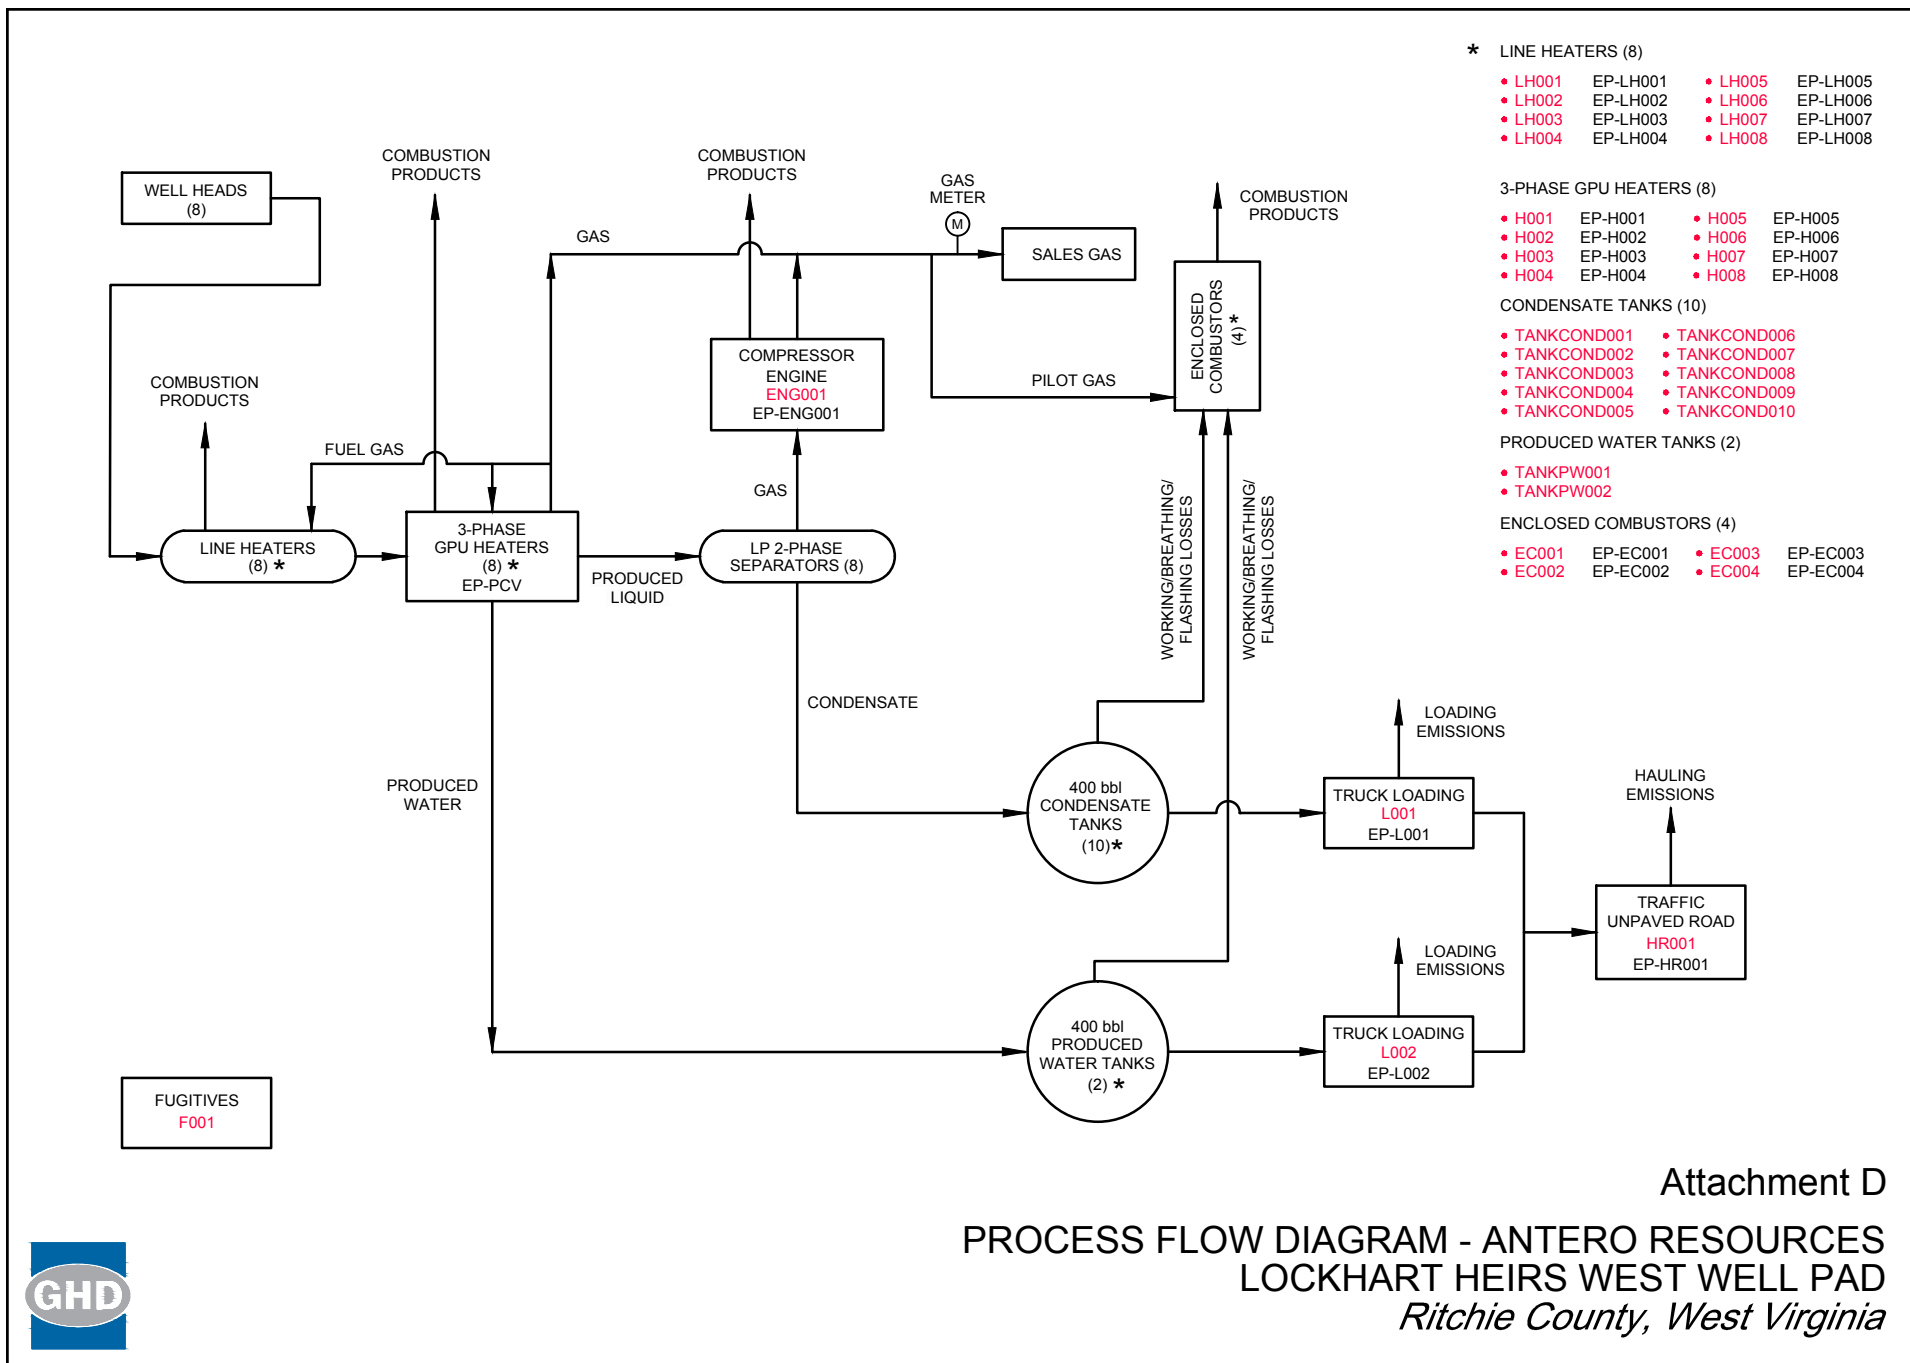 * LINE HEATERS (8)
• LH001 EP-LH001 • LH005 EP-LH005
• LH002 EP-LH002 • LH006 EP-LH006
• LH003 EP-LH003 • LH007 EP-LH007
• LH004 EP-LH004 • LH008 EP-LH008
3-PHASE GPU HEATERS (8)
• H001 EP-H001 • H005 EP-H005
• H002 EP-H002 • H006 EP-H006
• H003 EP-H003 • H007 EP-H007
• H004 EP-H004 • H008 EP-H008
CONDENSATE TANKS (10)
• TANKCOND001 • TANKCOND006
• TANKCOND002 • TANKCOND007
• TANKCOND003 • TANKCOND008
• TANKCOND004 • TANKCOND009
• TANKCOND005 • TANKCOND010
PRODUCED WATER TANKS (2)
• TANKPW001
• TANKPW002
ENCLOSED COMBUSTORS (4)
• EC001 EP-EC001 • EC003 EP-EC003
• EC002 EP-EC002 • EC004 EP-EC004
WELL HEADS
(8)
COMBUSTION
PRODUCTS
COMBUSTION
PRODUCTS
COMBUSTION
PRODUCTS
COMBUSTION
PRODUCTS
GAS
METER
M
GAS
SALES GAS
ENCLOSED
COMBUSTORS
(4)*
COMPRESSOR
ENGINE
ENG001
EP-ENG001
PILOT GAS
FUEL GAS
GAS
LINE HEATERS
(8) *
3-PHASE
GPU HEATERS
(8) *
EP-PCV
PRODUCED
LIQUID
LP 2-PHASE
SEPARATORS (8)
WORKING/BREATHING/
FLASHING LOSSES
WORKING/BREATHING/
FLASHING LOSSES
CONDENSATE
PRODUCED
WATER
400 bbl
CONDENSATE
TANKS
(10)*
LOADING
EMISSIONS
TRUCK LOADING
L001
EP-L001
HAULING
EMISSIONS
TRAFFIC
UNPAVED ROAD
HR001
EP-HR001
LOADING
EMISSIONS
400 bbl
PRODUCED
WATER TANKS
(2) *
TRUCK LOADING
L002
EP-L002
FUGITIVES
F001
Attachment D
PROCESS FLOW DIAGRAM - ANTERO RESOURCES
LOCKHART HEIRS WEST WELL PAD
Ritchie County, West Virginia
GHD